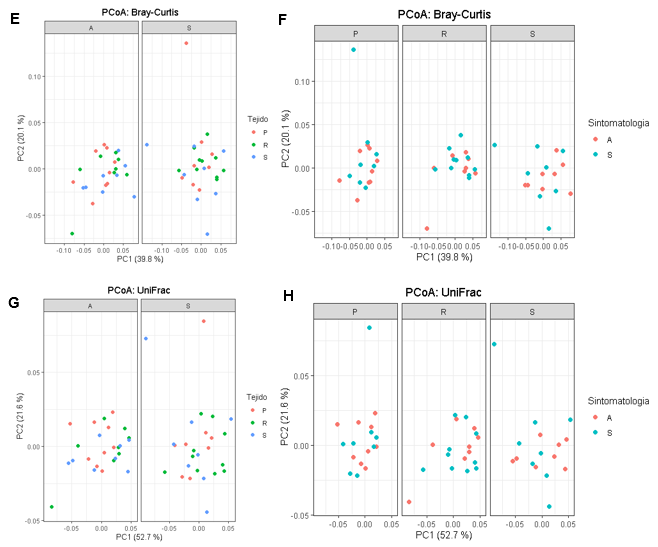 E
PCoA: Bray-Curtis
A S
PC2 (20.1 %)
0.10
0.05
0.00
-0.05
-0.10 -0.05 0.00 0.05 -0.10 -0.05 0.00 0.05
PC1 (39.8 %)
Tejido
P
R
S
F
PCoA: Bray-Curtis
P R S
PC2 (20.1 %)
0.10
0.05
0.00
-0.05
-0.10-0.050.00 0.05 -0.10-0.050.00 0.05 -0.10-0.050.00 0.05
PC1 (39.8 %)
Sintomatologia
A
S
G
PCoA: UniFrac
A S
PC2 (21.6 %)
0.05
0.00
-0.05
-0.05 0.00 0.05 -0.05 0.00 0.05
PC1 (52.7 %)
Tejido
P
R
S
H
PCoA: UniFrac
P R S
PC2 (21.6 %)
0.05
0.00
-0.05
-0.05 0.00 0.05 -0.05 0.00 0.05 -0.05 0.00 0.05
PC1 (52.7 %)
Sintomatologia
A
S